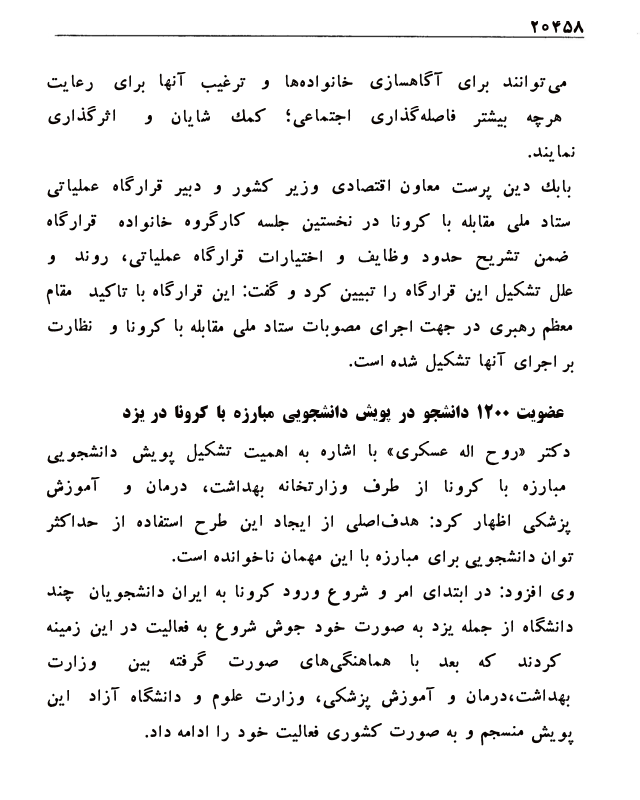 ۲۰۴۵۸
می‌توانند برای آگاهسازی خانواده‌ها و ترغیب آنها برای رعایت
هرچه بیشتر فاصله‌گذاری اجتماعی؛ کمك شایان و اثرگذاری
نمایند.
بابك دین پرست معاون اقتصادی وزیر کشور و دبیر قرارگاه عملیاتی
ستاد ملی مقابله با کرونا در نخستین جلسه کارگروه خانواده قرارگاه
ضمن تشریح حدود وظایف و اختیارات قرارگاه عملیاتی، روند و
علل تشکیل این قرارگاه را تبیین کرد و گفت: این قرارگاه با تاکید مقام
معظم رهبری در جهت اجرای مصوبات ستاد ملی مقابله با کرونا و نظارت
بر اجرای آنها تشکیل شده است.
عضویت ۱۲۰۰ دانشجو در پویش دانشجویی مبارزه با کرونا در یزد
دکتر «روح اله عسکری» با اشاره به اهمیت تشکیل پویش دانشجویی
مبارزه با کرونا از طرف وزارتخانه بهداشت، درمان و آموزش
پزشکی اظهار کرد: هدف‌اصلی از ایجاد این طرح استفاده از حداکثر
توان دانشجویی برای مبارزه با این مهمان ناخوانده است.
وی افزود: در ابتدای امر و شروع ورود کرونا به ایران دانشجویان چند
دانشگاه از جمله یزد به صورت خود جوش شروع به فعالیت در این زمینه
کردند که بعد با هماهنگی‌های صورت گرفته بین وزارت
بهداشت،درمان و آموزش پزشکی، وزارت علوم و دانشگاه آزاد این
پویش منسجم و به صورت کشوری فعالیت خود را ادامه داد.